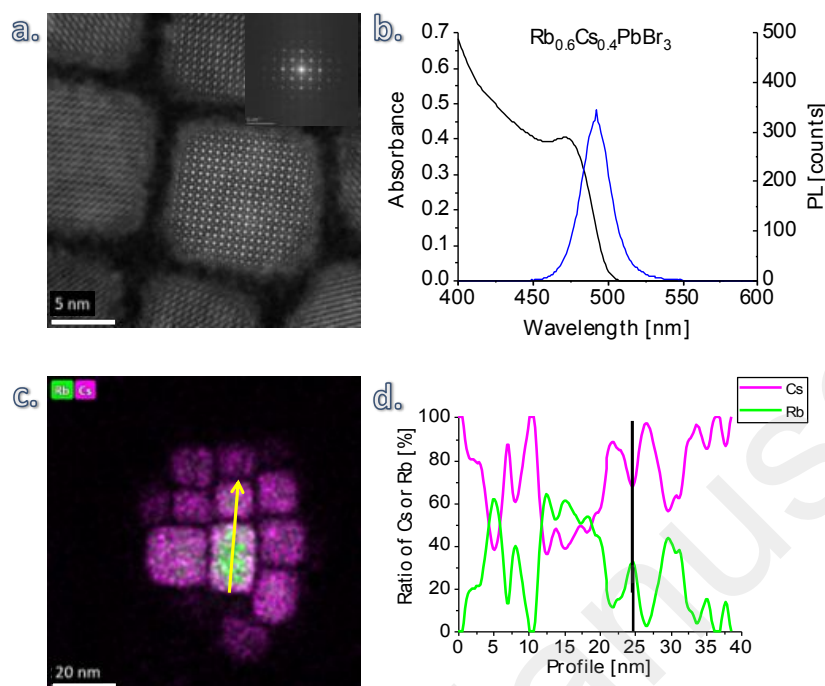 a.
5 nm
b.
Rb0.6Cs0.4PbBr3
0.7
0.6
0.5
0.4
0.3
0.2
0.1
0.0
Absorbance
500
400
300
200
100
0
PL [counts]
400 450 500 550 600
Wavelength [nm]
c.
Rb Cs
20 nm
d.
Cs
Rb
100
80
60
40
20
0
Ratio of Cs or Rb [%]
0 5 10 15 20 25 30 35 40
Profile [nm]